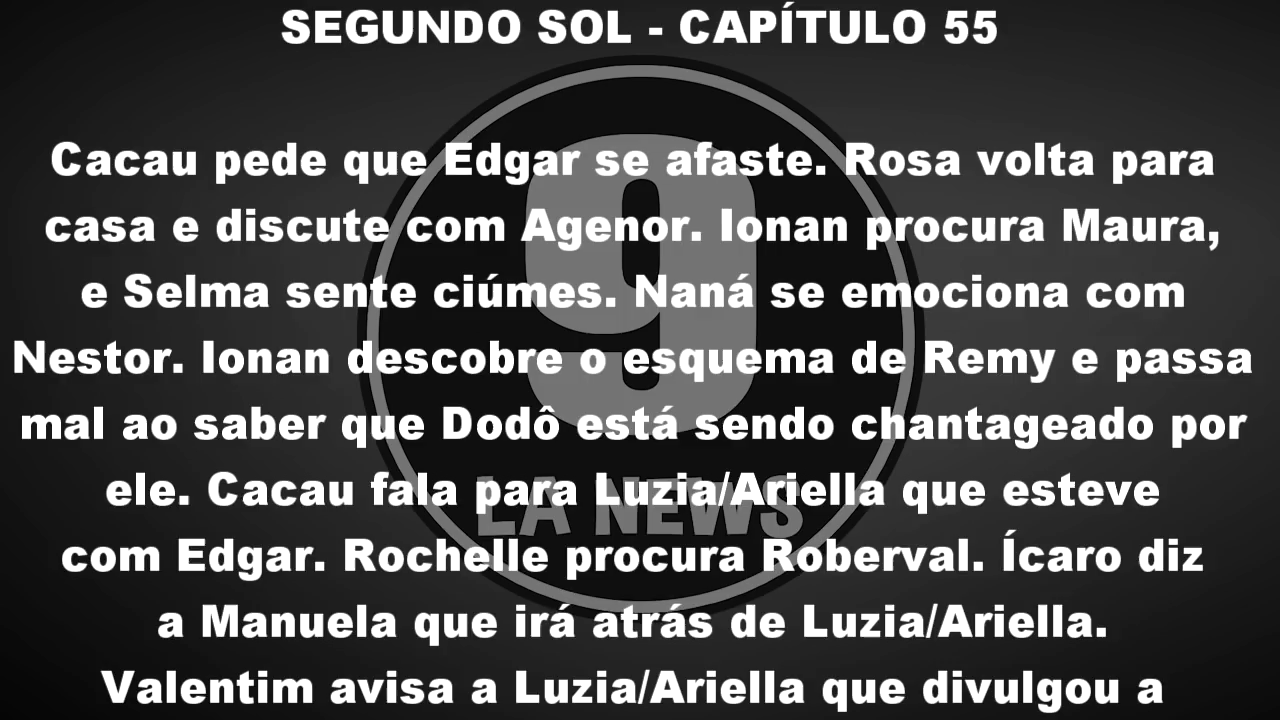 SEGUNDO SOL - CAPÍTULO 55
Cacau pede que Edgar se afaste. Rosa volta para
casa e discute com Agenor. Ionan procura Maura,
e Selma sente ciúmes. Naná se emociona com
Nestor. Ionan descobre o esquema de Remy e passa
mal ao saber que Dodô está sendo chantageado por
ele. Cacau fala para Luzia/Ariella que esteve
com Edgar. Rochelle procura Roberval. Ícaro diz
a Manuela que irá atrás de Luzia/Ariella.
Valentim avisa a Luzia/Ariella que divulgou a
9
LA NEWS